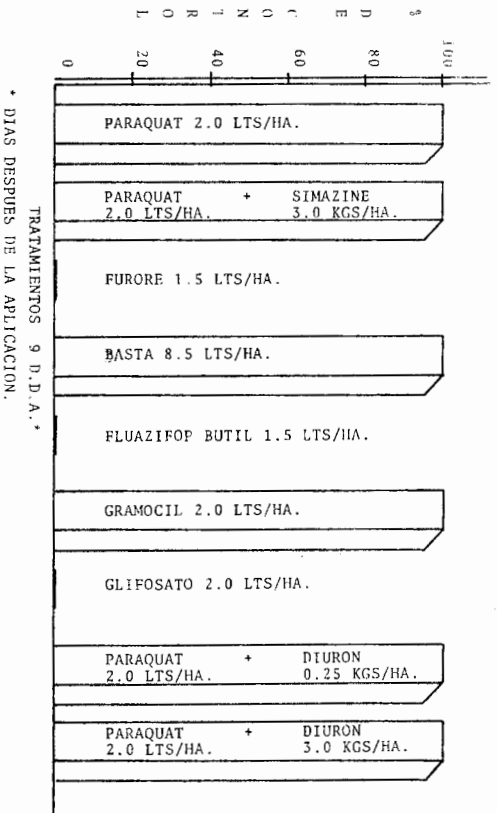 % DE CONTROL
0 20 40 60 80 100
PARAQUAT 2.0 LTS/HA.
PARAQUAT + SIMAZINE
2.0 LTS/HA. 3.0 KGS/HA.
FURORE 1.5 LTS/HA.
BASTA 8.5 LTS/HA.
FLUAZIFOP BUTIL 1.5 LTS/HA.
GRAMOCIL 2.0 LTS/HA.
GLIFOSATO 2.0 LTS/HA.
PARAQUAT + DIURON
2.0 LTS/HA. 0.25 KGS/HA.
PARAQUAT + DIURON
2.0 LTS/HA. 3.0 KGS/HA.
TRATAMIENTOS 9 D.D.A.*
* DIAS DESPUES DE LA APLICACION.